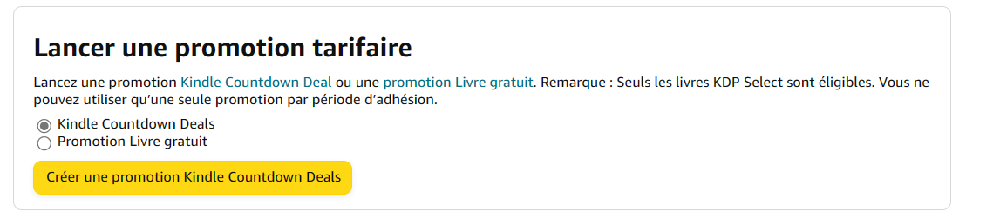 Lancer une promotion tarifaire
Lancez une promotion Kindle Countdown Deal ou une promotion Livre gratuit. Remarque : Seuls les livres KDP Select sont éligibles. Vous ne
pouvez utiliser qu’une seule promotion par période d’adhésion.
Kindle Countdown Deals
Promotion Livre gratuit
Créer une promotion Kindle Countdown Deals